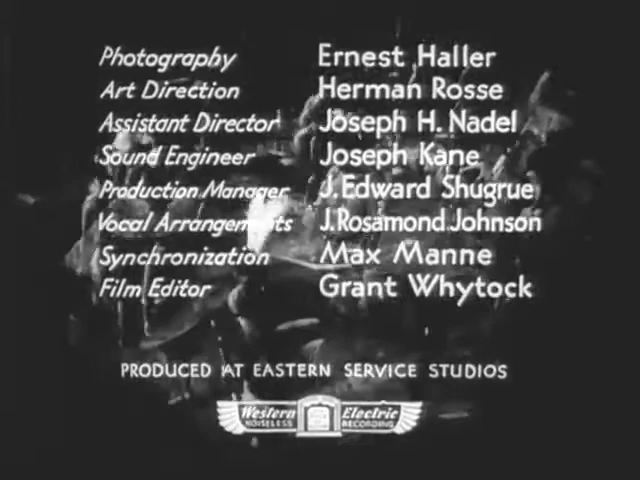 Photography Ernest Haller
Art Direction Herman Rosse
Assistant Director Joseph H. Nadel
Sound Engineer Joseph Kane
Production Manager J. Edward Shugrue
Vocal Arrangements J. Rosamond Johnson
Synchronization Max Manne
Film Editor Grant Whytock
PRODUCED AT EASTERN SERVICE STUDIOS
Western Electric
NOISELESS RECORDING